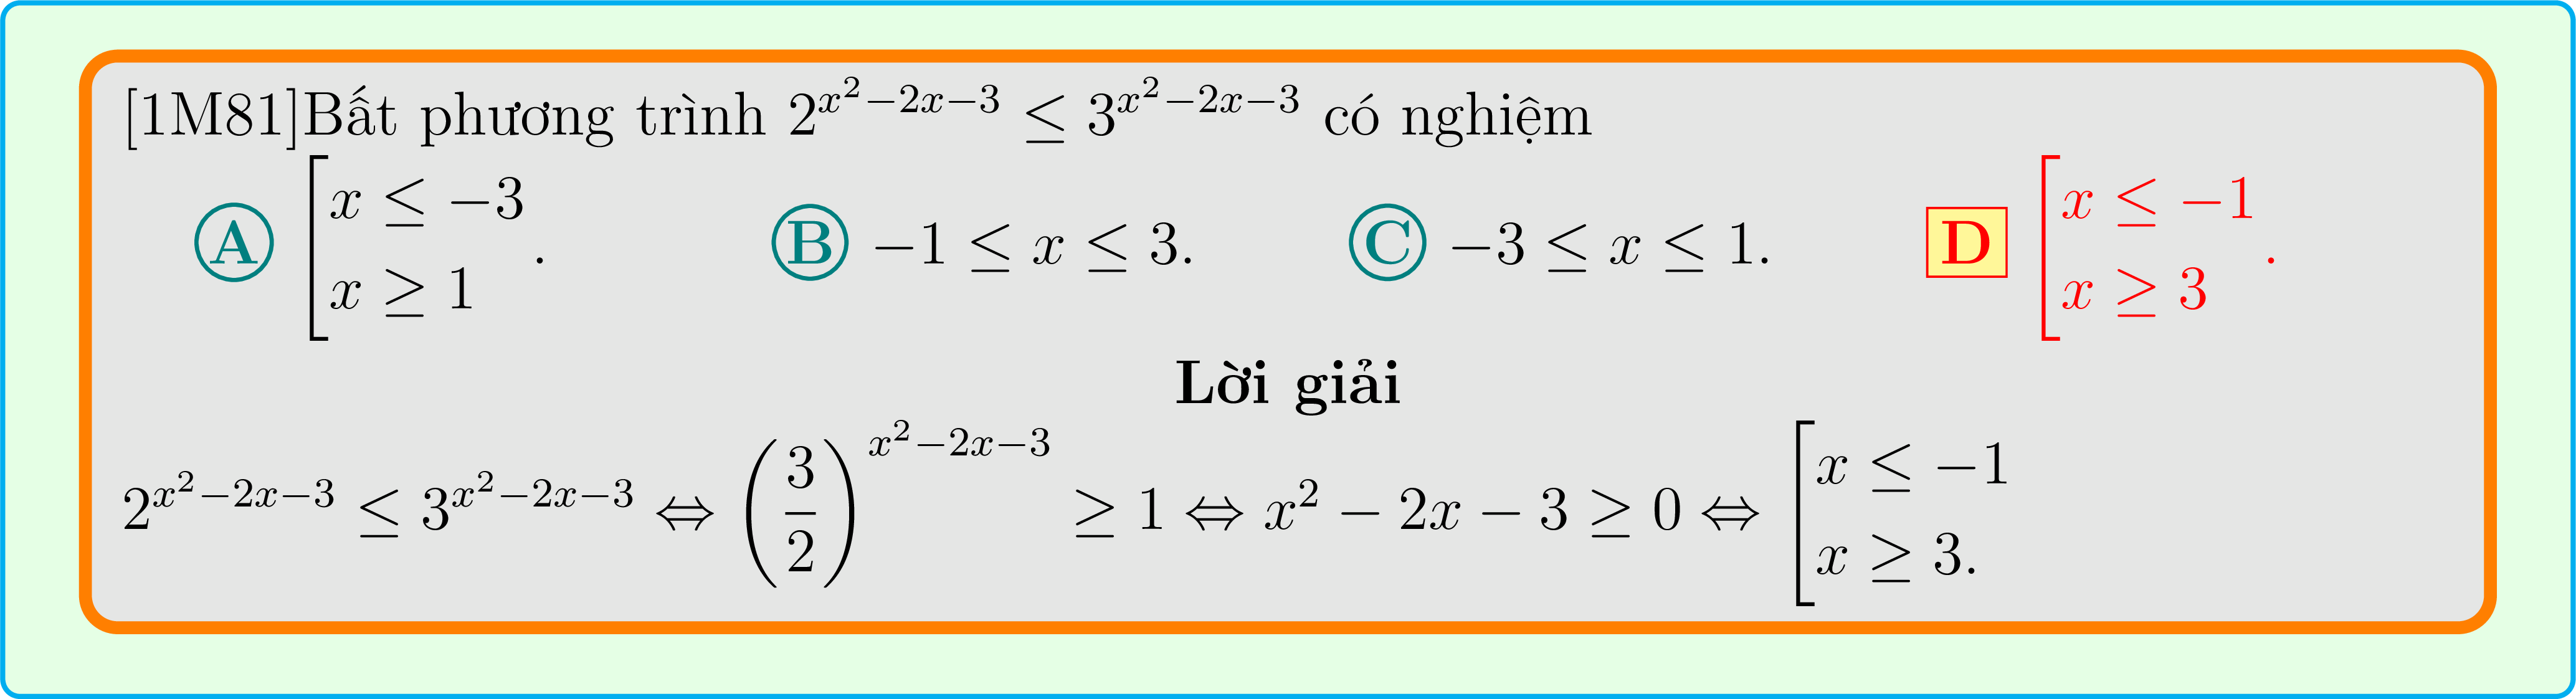 [1M81]Bất phương trình $2^{x^2-2x-3} \leq 3^{x^2-2x-3}$ có nghiệm
A $\left[\begin{array}{l} x \leq -3 \\ x \geq 1 \end{array}\right.$. B $-1 \leq x \leq 3$. C $-3 \leq x \leq 1$. D $\left[\begin{array}{l} x \leq -1 \\ x \geq 3 \end{array}\right.$.
Lời giải
$2^{x^2-2x-3} \leq 3^{x^2-2x-3} \Leftrightarrow \left(\frac{3}{2}\right)^{x^2-2x-3} \geq 1 \Leftrightarrow x^2 - 2x - 3 \geq 0 \Leftrightarrow \left[\begin{array}{l} x \leq -1 \\ x \geq 3. \end{array}\right.$